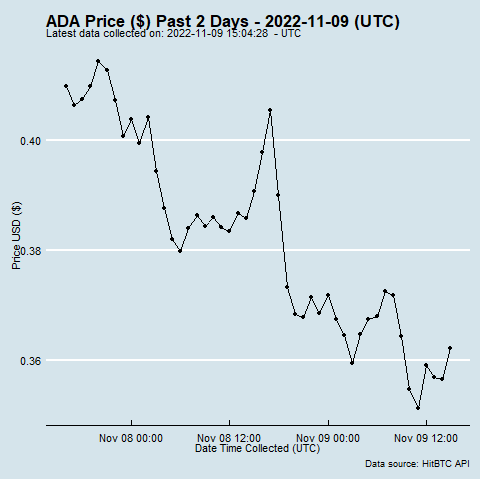 ADA Price ($) Past 2 Days - 2022-11-09 (UTC)
Latest data collected on: 2022-11-09 15:04:28  - UTC
Price USD ($)
0.40
0.38
0.36
Nov 08 00:00
Nov 08 12:00
Nov 09 00:00
Nov 09 12:00
Date Time Collected (UTC)
Data source: HitBTC API